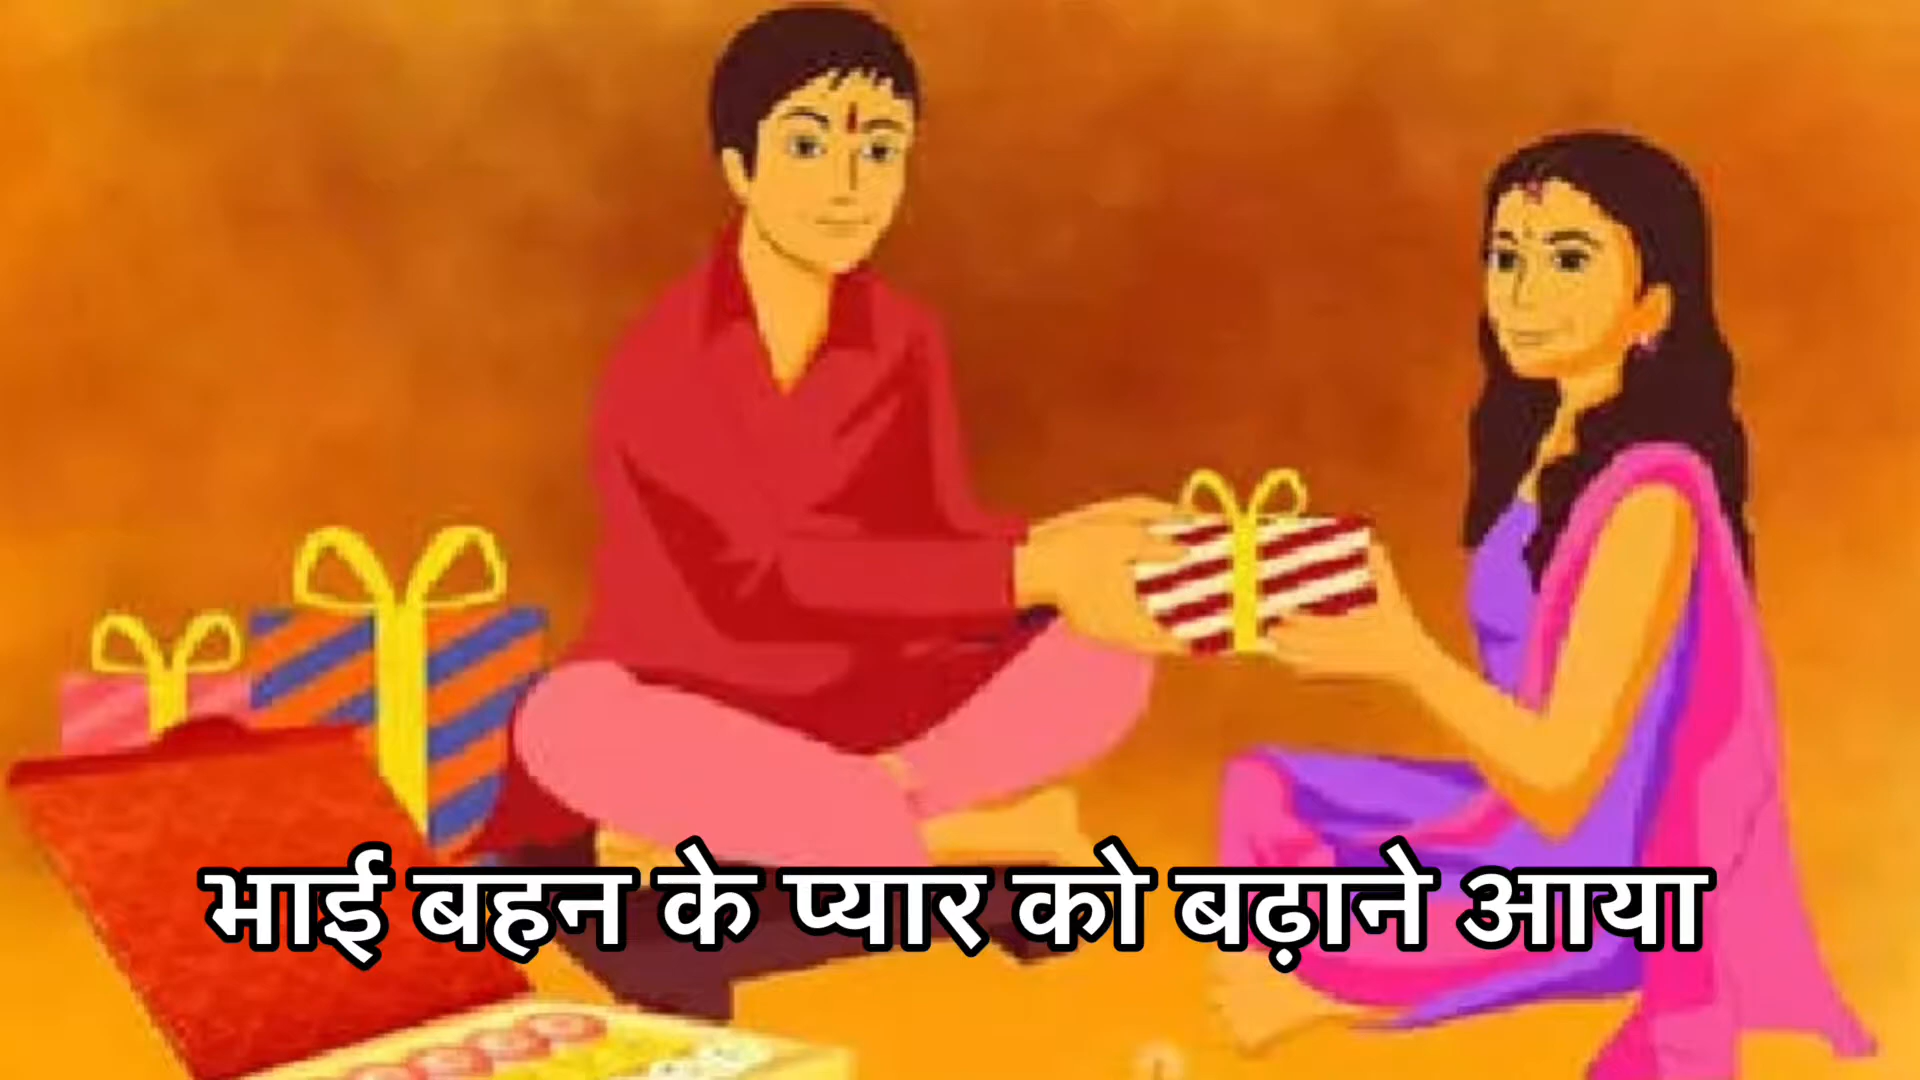 भाई बहन के प्यार को बढ़ाने आया